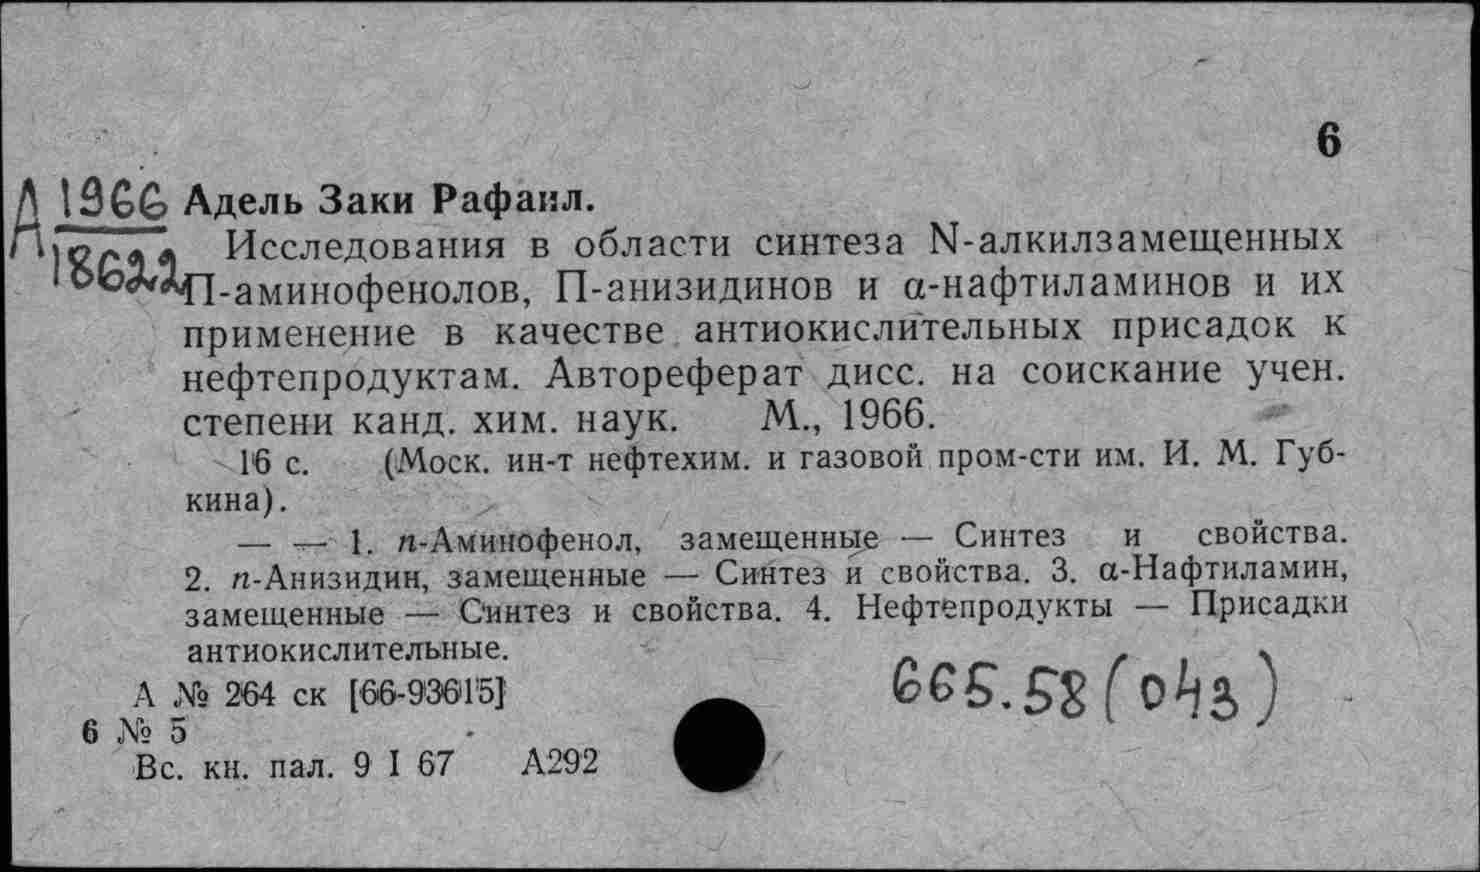 6
А 1966 Адель Заки Рафаил.
18622 Исследования в области синтеза N-алкилзамещенных
П-аминофенолов, П-анизидинов и α-нафтиламинов и их
применение в качестве антиокислительных присадок к
нефтепродуктам. Автореферат дисс. на соискание учен.
степени канд. хим. наук. М., 1966.
16 с. (Моск. ин-т нефтехим. и газовой пром-сти им. И. М. Губ-
кина).
— — 1. п-Аминофенол, замещенные — Синтез и свойства.
2. п-Анизидин, замещенные — Синтез и свойства. 3. α-Нафтиламин,
замещенные — Синтез и свойства. 4. Нефтепродукты — Присадки
антиокислительные.
665.58(043)
А № 264 ск [66-93615]
6 № 5
Вс. кн. пал. 9 I 67 А292